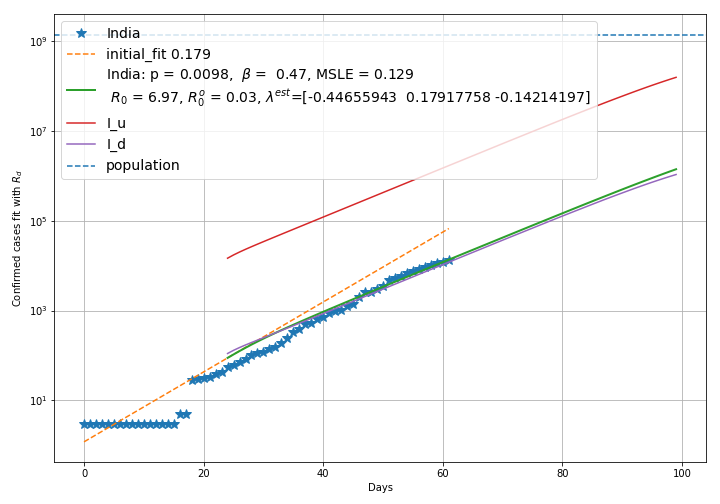 India
initial_fit 0.179
India: p = 0.0098, β = 0.47, MSLE = 0.129
R₀ = 6.97, R₀ᵒ = 0.03, λᵉˢᵗ=[-0.44655943 0.17917758 -0.14214197]
I_u
I_d
population
10⁹
10⁷
10⁵
10³
10¹
Confirmed cases fit with R_d
0 20 40 60 80 100
Days